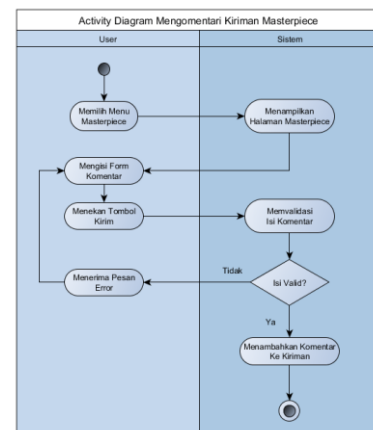 Activity Diagram Mengomentari Kiriman Masterpiece
User
Sistem
Memilih Menu
Masterpiece
Menampilkan
Halaman Masterpiece
Mengisi Form
Komentar
Menekan Tombol
Kirim
Memvalidasi
Isi Komentar
Menerima Pesan
Error
Tidak
Isi Valid?
Ya
Menambahkan Komentar
Ke Kiriman